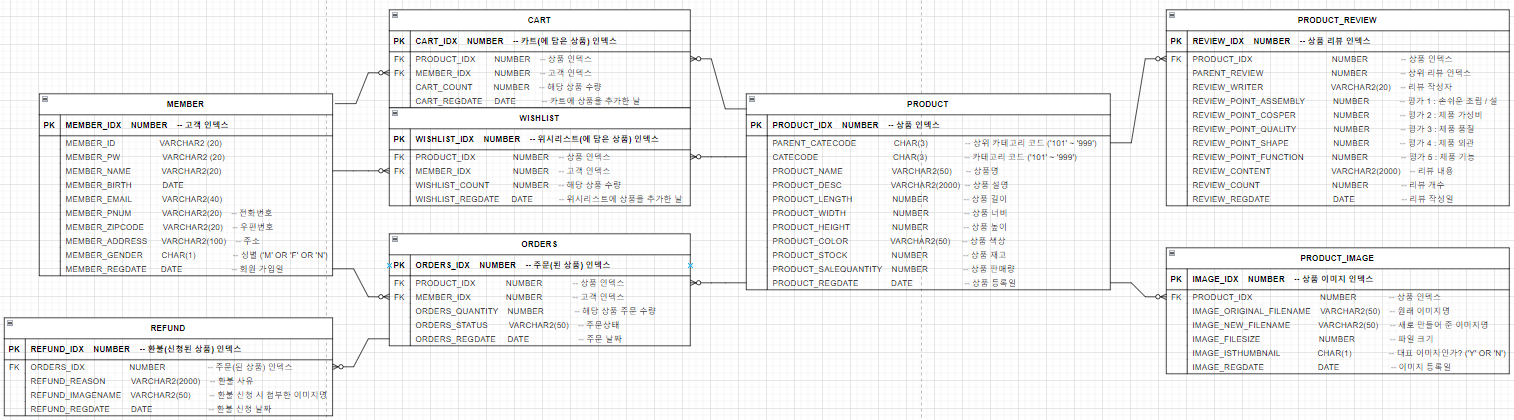 CART
PK CART_IDX NUMBER -- 카트(에 담은 상품) 인덱스
FK PRODUCT_IDX NUMBER -- 상품 인덱스
FK MEMBER_IDX NUMBER -- 고객 인덱스
CART_COUNT NUMBER -- 해당 상품 수량
CART_REGDATE DATE -- 카트에 상품을 추가한 날
WISHLIST
PK WISHLIST_IDX NUMBER -- 위시리스트(에 담은 상품) 인덱스
FK PRODUCT_IDX NUMBER -- 상품 인덱스
FK MEMBER_IDX NUMBER -- 고객 인덱스
WISHLIST_COUNT NUMBER -- 해당 상품 수량
WISHLIST_REGDATE DATE -- 위시리스트에 상품을 추가한 날
MEMBER
PK MEMBER_IDX NUMBER -- 고객 인덱스
MEMBER_ID VARCHAR2 (20)
MEMBER_PW VARCHAR2 (20)
MEMBER_NAME VARCHAR2(20)
MEMBER_BIRTH DATE
MEMBER_EMAIL VARCHAR2(40)
MEMBER_PNUM VARCHAR2(20) -- 전화번호
MEMBER_ZIPCODE VARCHAR2(20) -- 우편번호
MEMBER_ADDRESS VARCHAR2(100) -- 주소
MEMBER_GENDER CHAR(1) -- 성별 ('M' OR 'F' OR 'N')
MEMBER_REGDATE DATE -- 회원 가입일
ORDERS
PK ORDERS_IDX NUMBER -- 주문(된 상품) 인덱스
FK PRODUCT_IDX NUMBER -- 상품 인덱스
FK MEMBER_IDX NUMBER -- 고객 인덱스
ORDERS_QUANTITY NUMBER -- 해당 상품 주문 수량
ORDERS_STATUS VARCHAR2(50) -- 주문상태
ORDERS_REGDATE DATE -- 주문 날짜
REFUND
PK REFUND_IDX NUMBER -- 환불(신청된 상품) 인덱스
FK ORDERS_IDX NUMBER -- 주문(된 상품) 인덱스
REFUND_REASON VARCHAR2(2000) -- 환불 사유
REFUND_IMAGENAME VARCHAR2(50) -- 환불 신청 시 첨부한 이미지명
REFUND_REGDATE DATE -- 환불 신청 날짜
PRODUCT
PK PRODUCT_IDX NUMBER -- 상품 인덱스
PARENT_CATECODE CHAR(3) -- 상위 카테고리 코드 ('101' ~ '999')
CATECODE CHAR(3) -- 카테고리 코드 ('101' ~ '999')
PRODUCT_NAME VARCHAR2(50) -- 상품명
PRODUCT_DESC VARCHAR2(2000) -- 상품 설명
PRODUCT_LENGTH NUMBER -- 상품 길이
PRODUCT_WIDTH NUMBER -- 상품 너비
PRODUCT_HEIGHT NUMBER -- 상품 높이
PRODUCT_COLOR VARCHAR2(50) -- 상품 색상
PRODUCT_STOCK NUMBER -- 상품 재고
PRODUCT_SALEQUANTITY NUMBER -- 상품 판매량
PRODUCT_REGDATE DATE -- 상품 등록일
PRODUCT_REVIEW
PK REVIEW_IDX NUMBER -- 상품 리뷰 인덱스
FK PRODUCT_IDX NUMBER -- 상품 인덱스
PARENT_REVIEW NUMBER -- 상위 리뷰 인덱스
REVIEW_WRITER VARCHAR2(20) -- 리뷰 작성자
REVIEW_POINT_ASSEMBLY NUMBER -- 평가 1 : 손쉬운 조립 / 설
REVIEW_POINT_COSPER NUMBER -- 평가 2 : 제품 가성비
REVIEW_POINT_QUALITY NUMBER -- 평가 3 : 제품 품질
REVIEW_POINT_SHAPE NUMBER -- 평가 4 : 제품 외관
REVIEW_POINT_FUNCTION NUMBER -- 평가 5 : 제품 기능
REVIEW_CONTENT VARCHAR2(2000) -- 리뷰 내용
REVIEW_COUNT NUMBER -- 리뷰 개수
REVIEW_REGDATE DATE -- 리뷰 작성일
PRODUCT_IMAGE
PK IMAGE_IDX NUMBER -- 상품 이미지 인덱스
FK PRODUCT_IDX NUMBER -- 상품 인덱스
IMAGE_ORIGINAL_FILENAME VARCHAR2(50) -- 원래 이미지명
IMAGE_NEW_FILENAME VARCHAR2(50) -- 새로 만들어 준 이미지명
IMAGE_FILESIZE NUMBER -- 파일 크기
IMAGE_ISTHUMBNAIL CHAR(1) -- 대표 이미지인가? ('Y' OR 'N')
IMAGE_REGDATE DATE -- 이미지 등록일